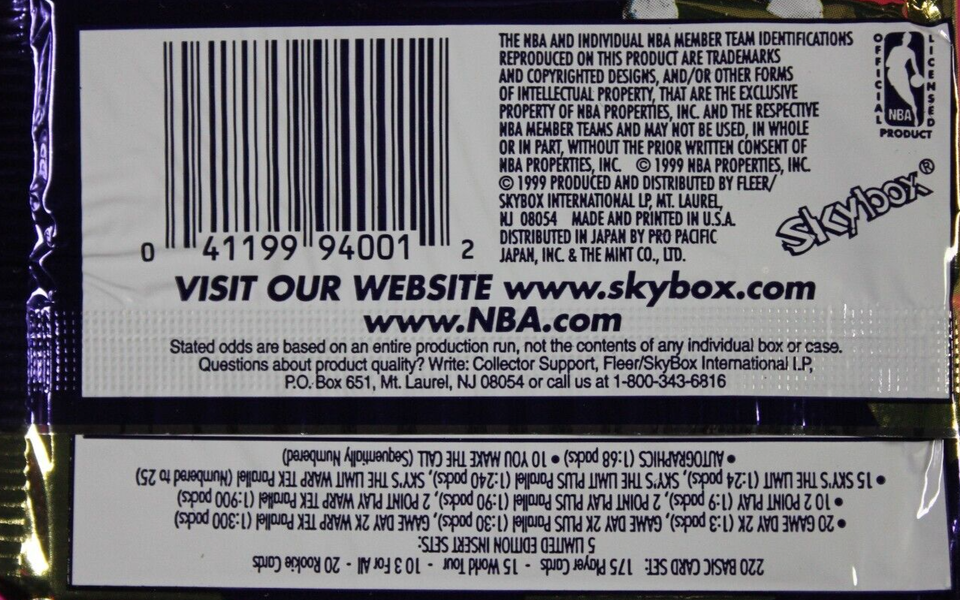 THE NBA AND INDIVIDUAL NBA MEMBER TEAM IDENTIFICATIONS
REPRODUCED ON THIS PRODUCT ARE TRADEMARKS
AND COPYRIGHTED DESIGNS, AND/OR OTHER FORMS
OF INTELLECTUAL PROPERTY, THAT ARE THE EXCLUSIVE
PROPERTY OF NBA PROPERTIES, INC. AND THE RESPECTIVE
NBA MEMBER TEAMS AND MAY NOT BE USED, IN WHOLE
OR IN PART, WITHOUT THE PRIOR WRITTEN CONSENT OF
NBA PROPERTIES, INC. © 1999 NBA PROPERTIES, INC.
© 1999 PRODUCED AND DISTRIBUTED BY FLEER/
SKYBOX INTERNATIONAL LP, MT. LAUREL,
NJ 08054 MADE AND PRINTED IN U.S.A.
DISTRIBUTED IN JAPAN BY PRO PACIFIC
JAPAN, INC. & THE MINT CO., LTD.
OFFICIAL
LICENSED
NBA
PRODUCT
Skybox®
0 41199 94001 2
VISIT OUR WEBSITE www.skybox.com
www.NBA.com
Stated odds are based on an entire production run, not the contents of any individual box or case.
Questions about product quality? Write: Collector Support, Fleer/SkyBox International LP,
P.O. Box 651, Mt. Laurel, NJ 08054 or call us at 1-800-343-6816
220 BASIC CARD SET: 175 Player Cards - 15 World Tour - 10 3 For All - 20 Rookie Cards
5 LIMITED EDITION INSERT SETS:
• 20 GAME DAY 2K (1:3 packs), GAME DAY 2K PLUS Parallel (1:30 packs), GAME DAY 2K WARP TEK Parallel (1:300 packs)
• 10 2 POINT PLAY (1:9 packs), 2 POINT PLAY PLUS Parallel (1:90 packs), 2 POINT PLAY WARP TEK Parallel (1:900 packs)
• 15 SKY'S THE LIMIT (1:24 packs), SKY'S THE LIMIT PLUS Parallel (1:240 packs), SKY'S THE LIMIT WARP TEK Parallel (Numbered to 25)
• AUTOGRAPHICS (1:68 packs) • 10 YOU MAKE THE CALL (Sequentially Numbered)